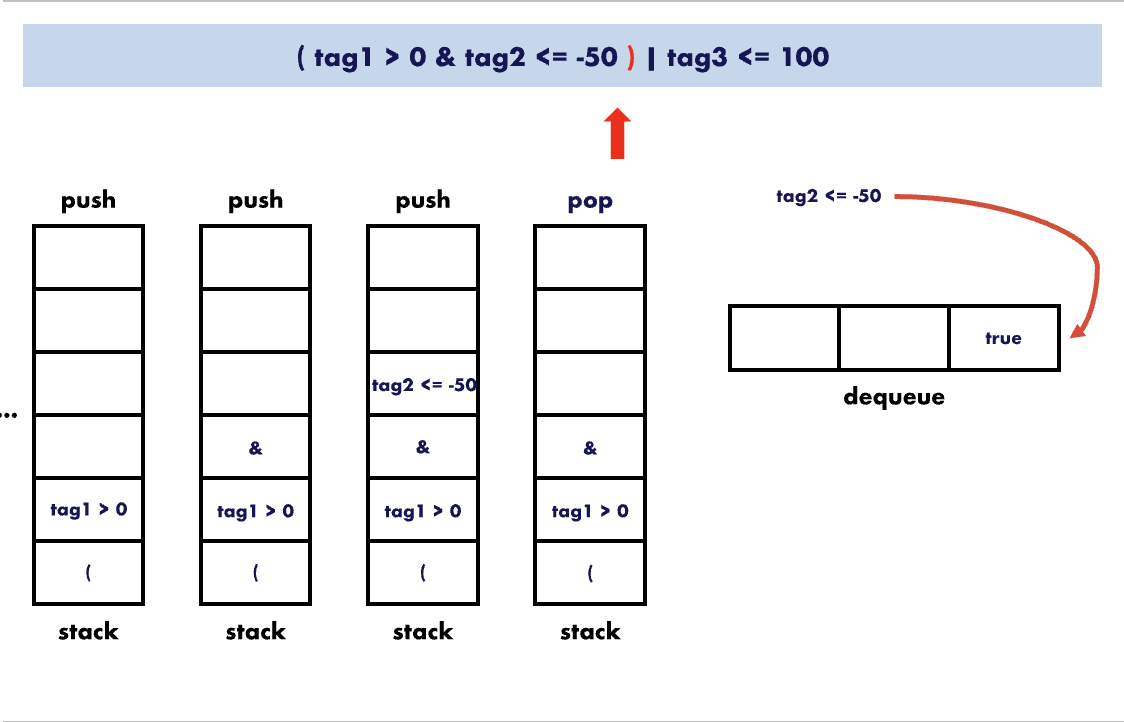 ( tag1 > 0 & tag2 <= -50 ) | tag3 <= 100
push
push
push
pop
tag2 <= -50
true
dequeue
...
tag2 <= -50
&
&
&
tag1 > 0
tag1 > 0
tag1 > 0
tag1 > 0
(
(
(
(
stack
stack
stack
stack